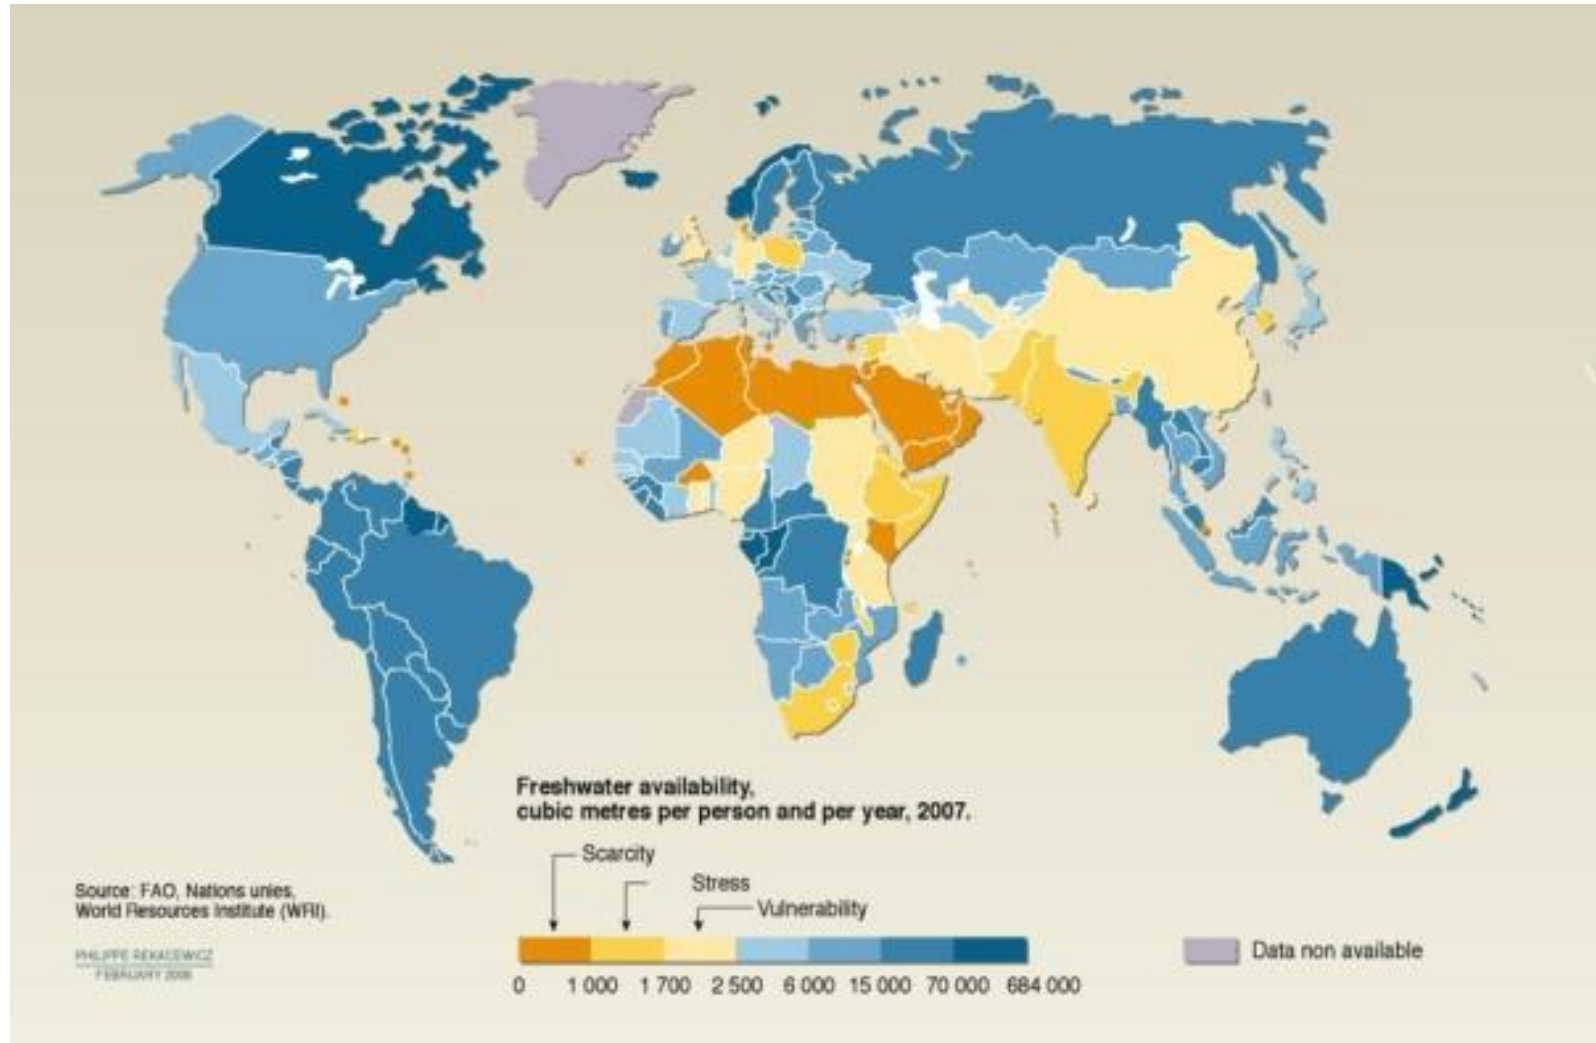 Freshwater availability,
cubic metres per person and per year, 2007.
Scarcity
Stress
Vulnerability
0 1 000 1 700 2 500 6 000 15 000 70 000 684 000
Data non available
Source: FAO, Nations unies,
World Resources Institute (WRI).
PHILIPPE REKACEWICZ